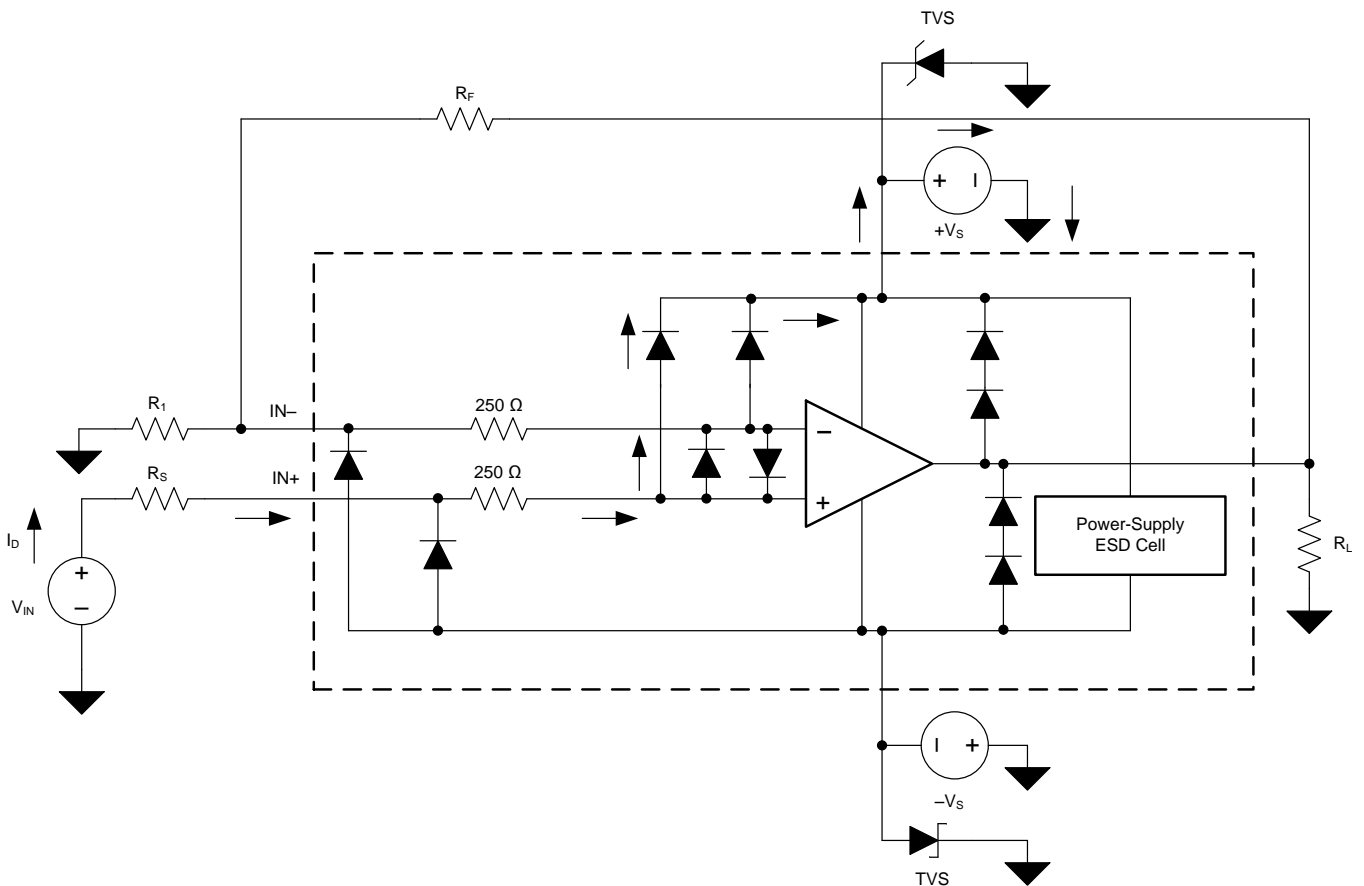 TVS
R_F
+ –
+V_S
R_1
IN–
250 Ω
R_S
IN+
250 Ω
–
+
I_D
+
–
V_IN
Power-Supply
ESD Cell
R_L
– +
–V_S
TVS